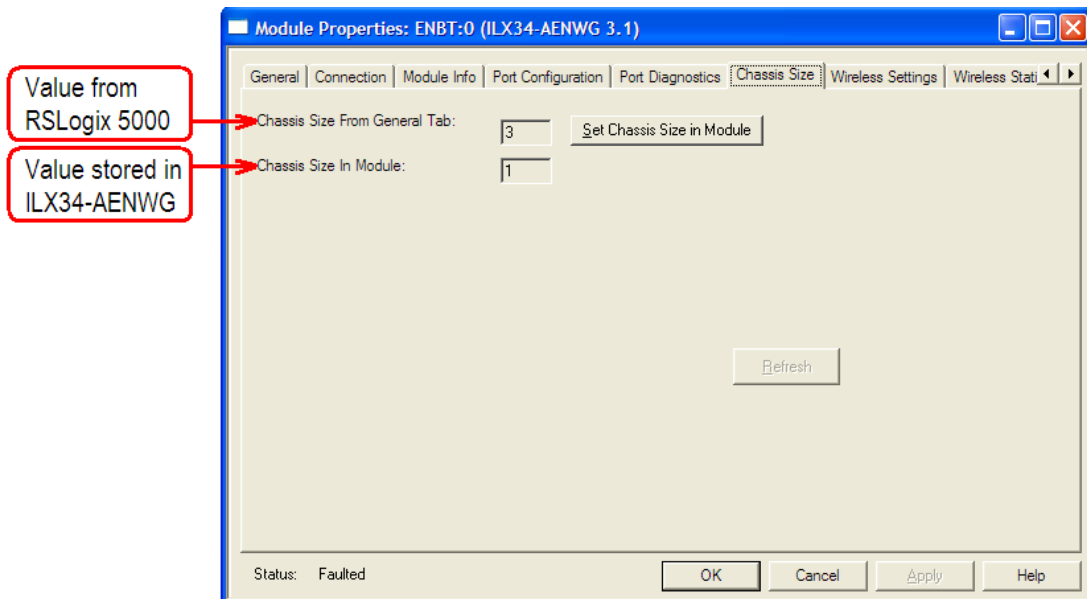 Module Properties: ENBT:0 (ILX34-AENWG 3.1)
General
Connection
Module Info
Port Configuration
Port Diagnostics
Chassis Size
Wireless Settings
Wireless Stati
Value from
RSLogix 5000
Chassis Size From General Tab:
3
Set Chassis Size in Module
Value stored in
ILX34-AENWG
Chassis Size In Module:
1
Refresh
Status: Faulted
OK
Cancel
Apply
Help